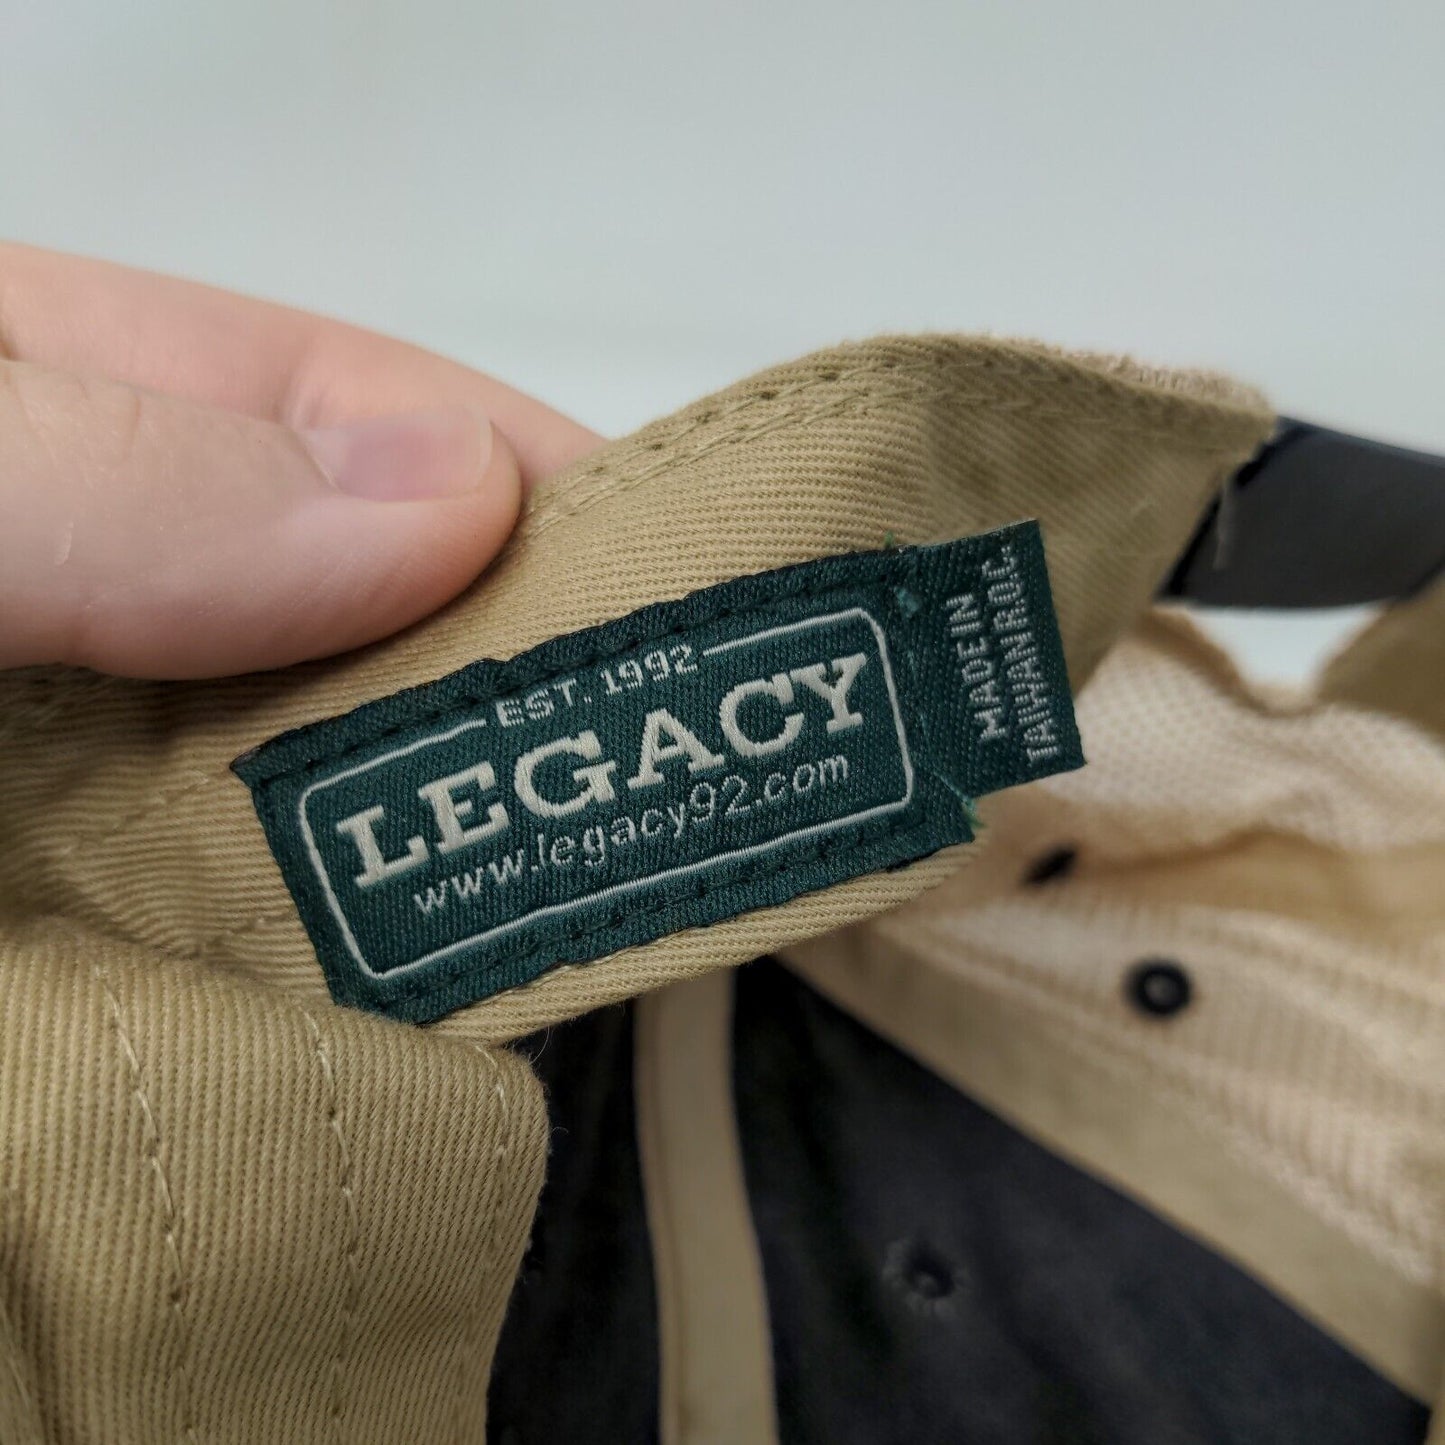 EST. 1992
LEGACY
www.legacy92.com
MADE IN
TAIWAN R.O.C.